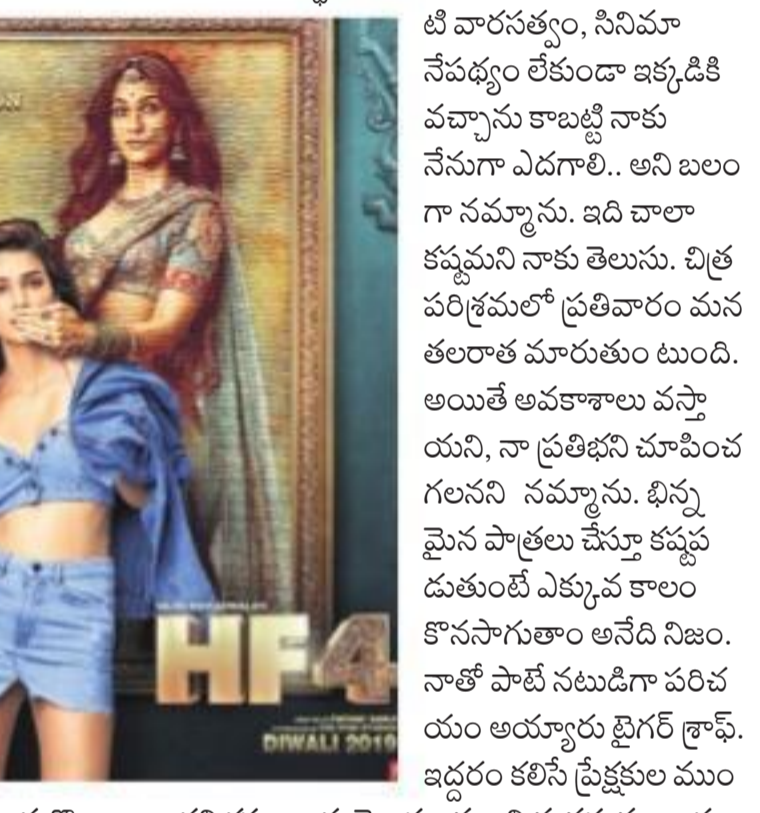 టి వారసత్వం, సినిమా
నేపథ్యం లేకుండా ఇక్కడికి
వచ్చాను కాబట్టి నాకు
నేనుగా ఎదగాలి.. అని బలం
గా నమ్మాను. ఇది చాలా
కష్టమని నాకు తెలుసు. చిత్ర
పరిశ్రమలో ప్రతివారం మన
తలరాత మారుతుం టుంది.
అయితే అవకాశాలు వస్తా
యని, నా ప్రతిభని చూపించ
గలనని నమ్మాను. భిన్న
మైన పాత్రలు చేస్తూ కష్టప
డుతుంటే ఎక్కువ కాలం
కొనసాగుతాం అనేది నిజం.
నాతో పాటే నటుడిగా పరిచ
యం అయ్యారు టైగర్ శ్రాఫ్.
ఇద్దరం కలిసే ప్రేక్షకుల ముం
HF4
DIWALI 2019